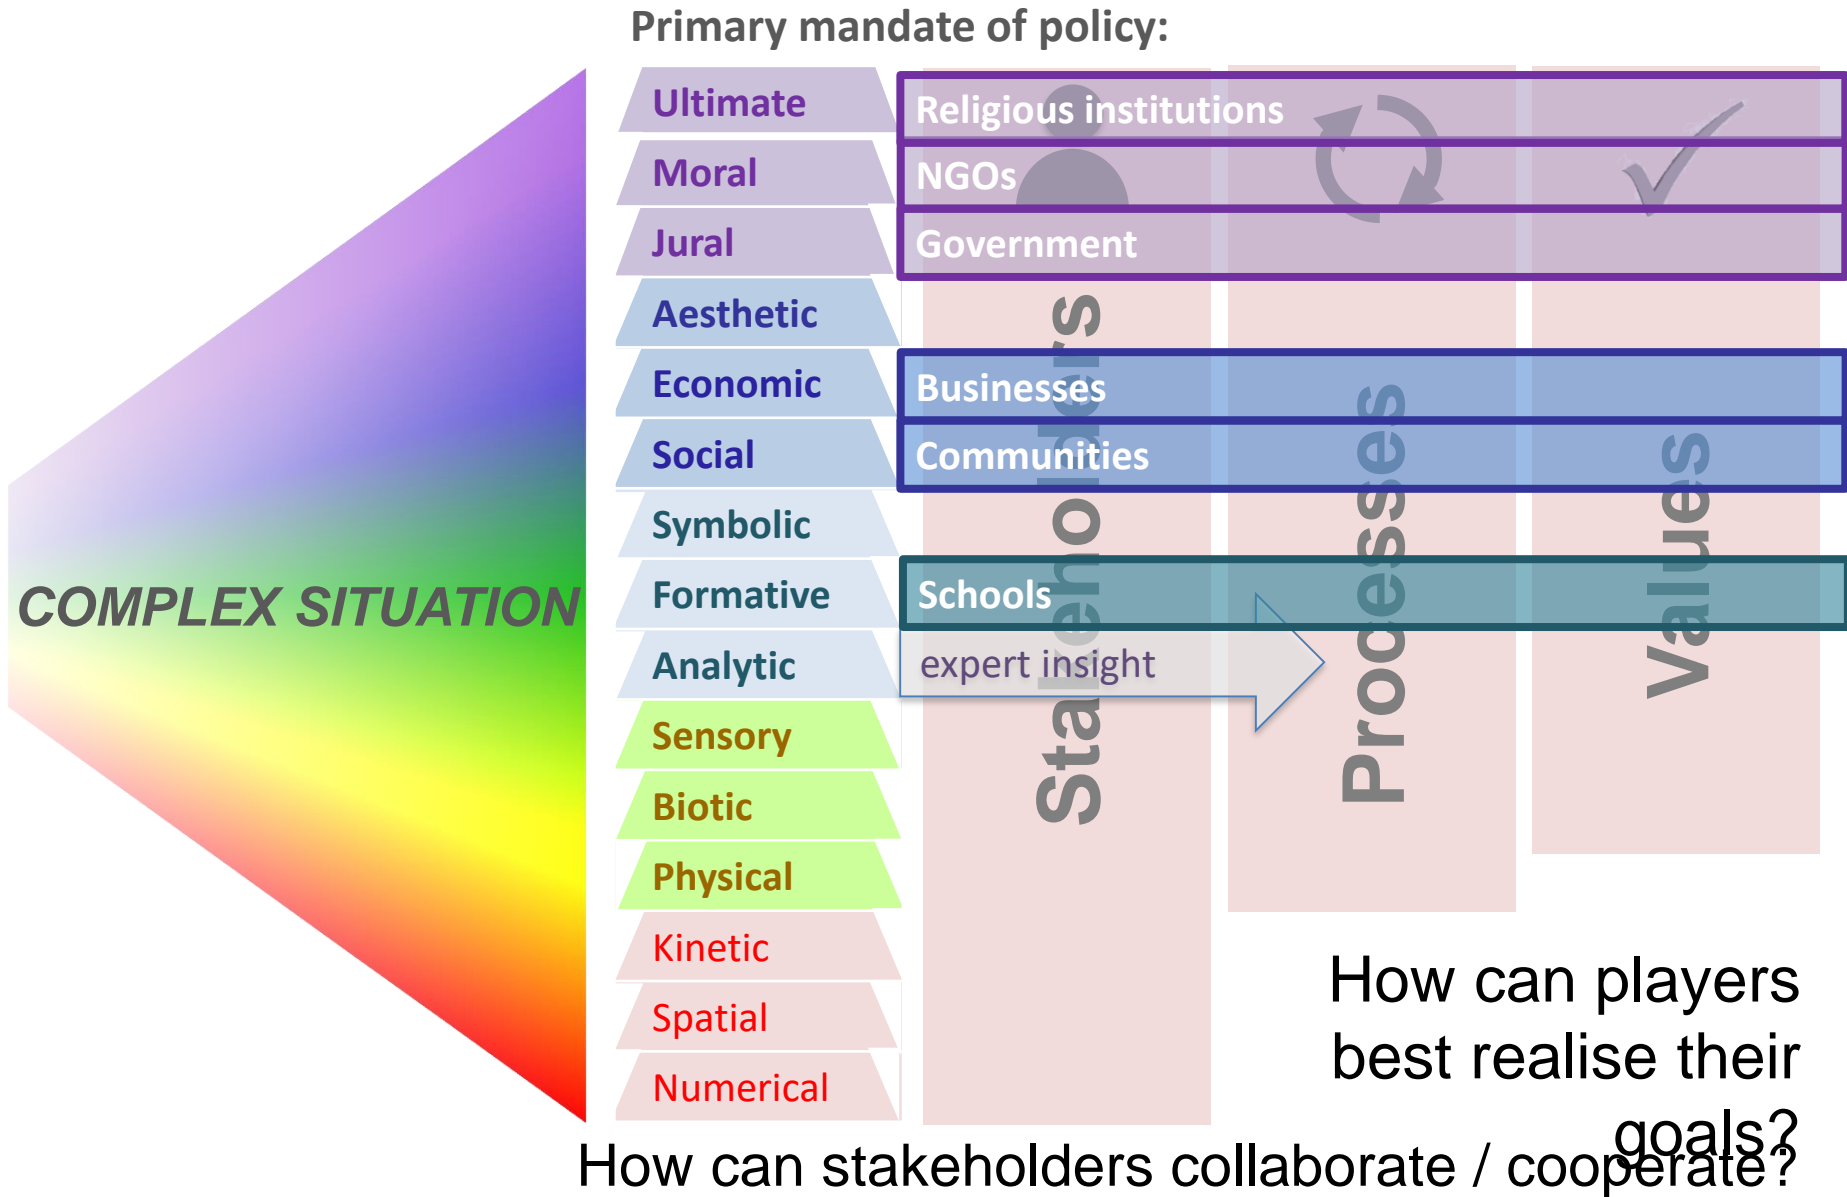 Primary mandate of policy:
Ultimate
Religious institutions
Moral
NGOs
Jural
Government
Aesthetic
Economic
Businesses
Social
Communities
Symbolic
Formative
Schools
Analytic
expert insight
Sensory
Biotic
Physical
Kinetic
Spatial
Numerical
COMPLEX SITUATION
Stakeholders
Processes
Values
How can players
best realise their
goals?
How can stakeholders collaborate / cooperate?